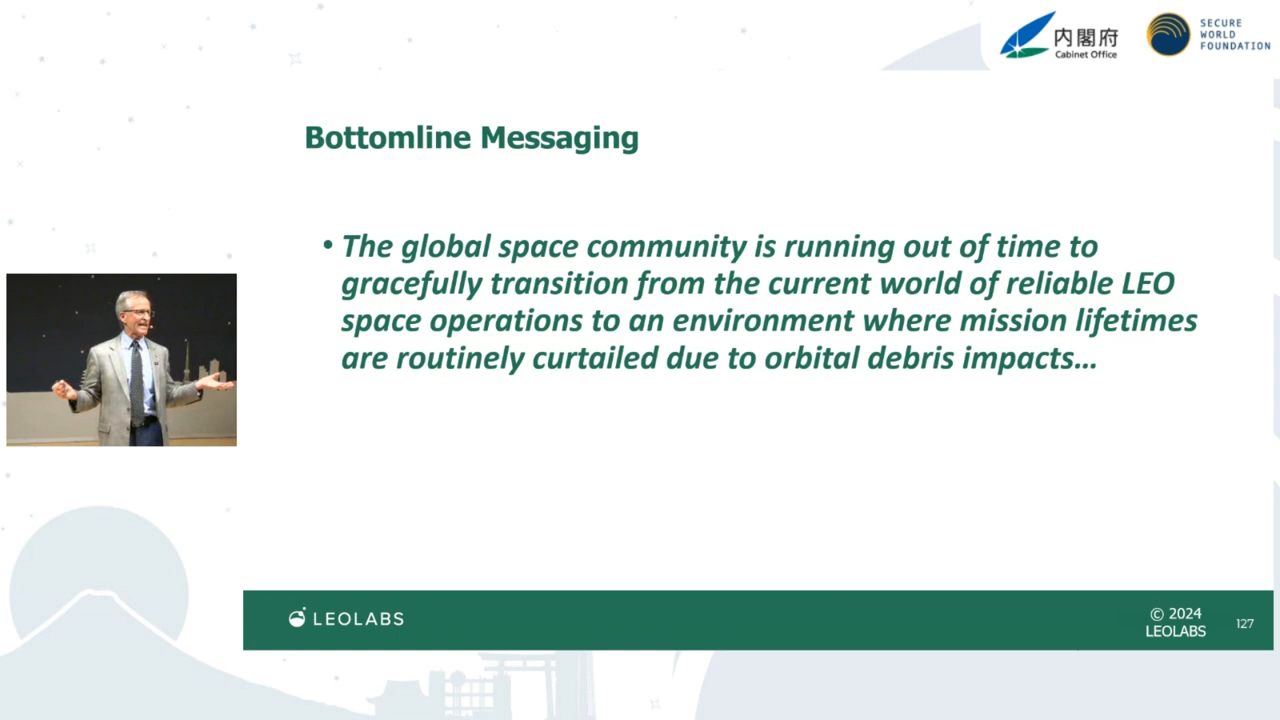 内閣府
Cabinet Office
SECURE
WORLD
FOUNDATION
Bottomline Messaging
• The global space community is running out of time to
gracefully transition from the current world of reliable LEO
space operations to an environment where mission lifetimes
are routinely curtailed due to orbital debris impacts...
LEOLABS
© 2024
LEOLABS
127